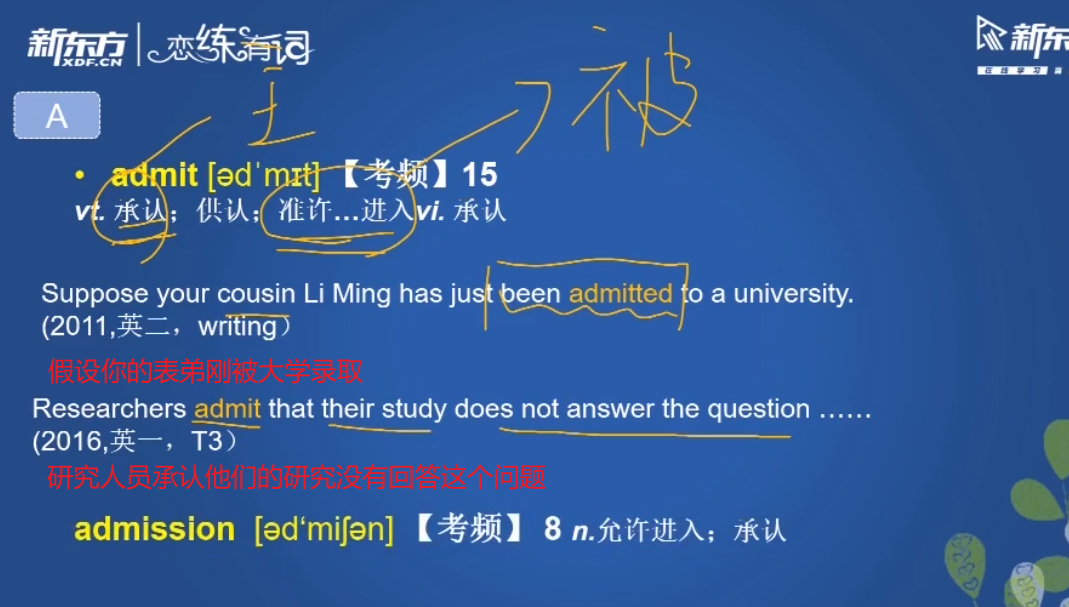 新东方 XDF.CN 恋练有词
新东
在线学习
主 被
A
• admit [ədˈmɪt] 【考频】15
vt. 承认；供认；准许…进入vi. 承认
Suppose your cousin Li Ming has just been admitted to a university.
(2011,英二，writing）
假设你的表弟刚被大学录取
Researchers admit that their study does not answer the question ……
(2016,英一，T3）
研究人员承认他们的研究没有回答这个问题
admission [əd‘miʃən] 【考频】 8 n.允许进入；承认